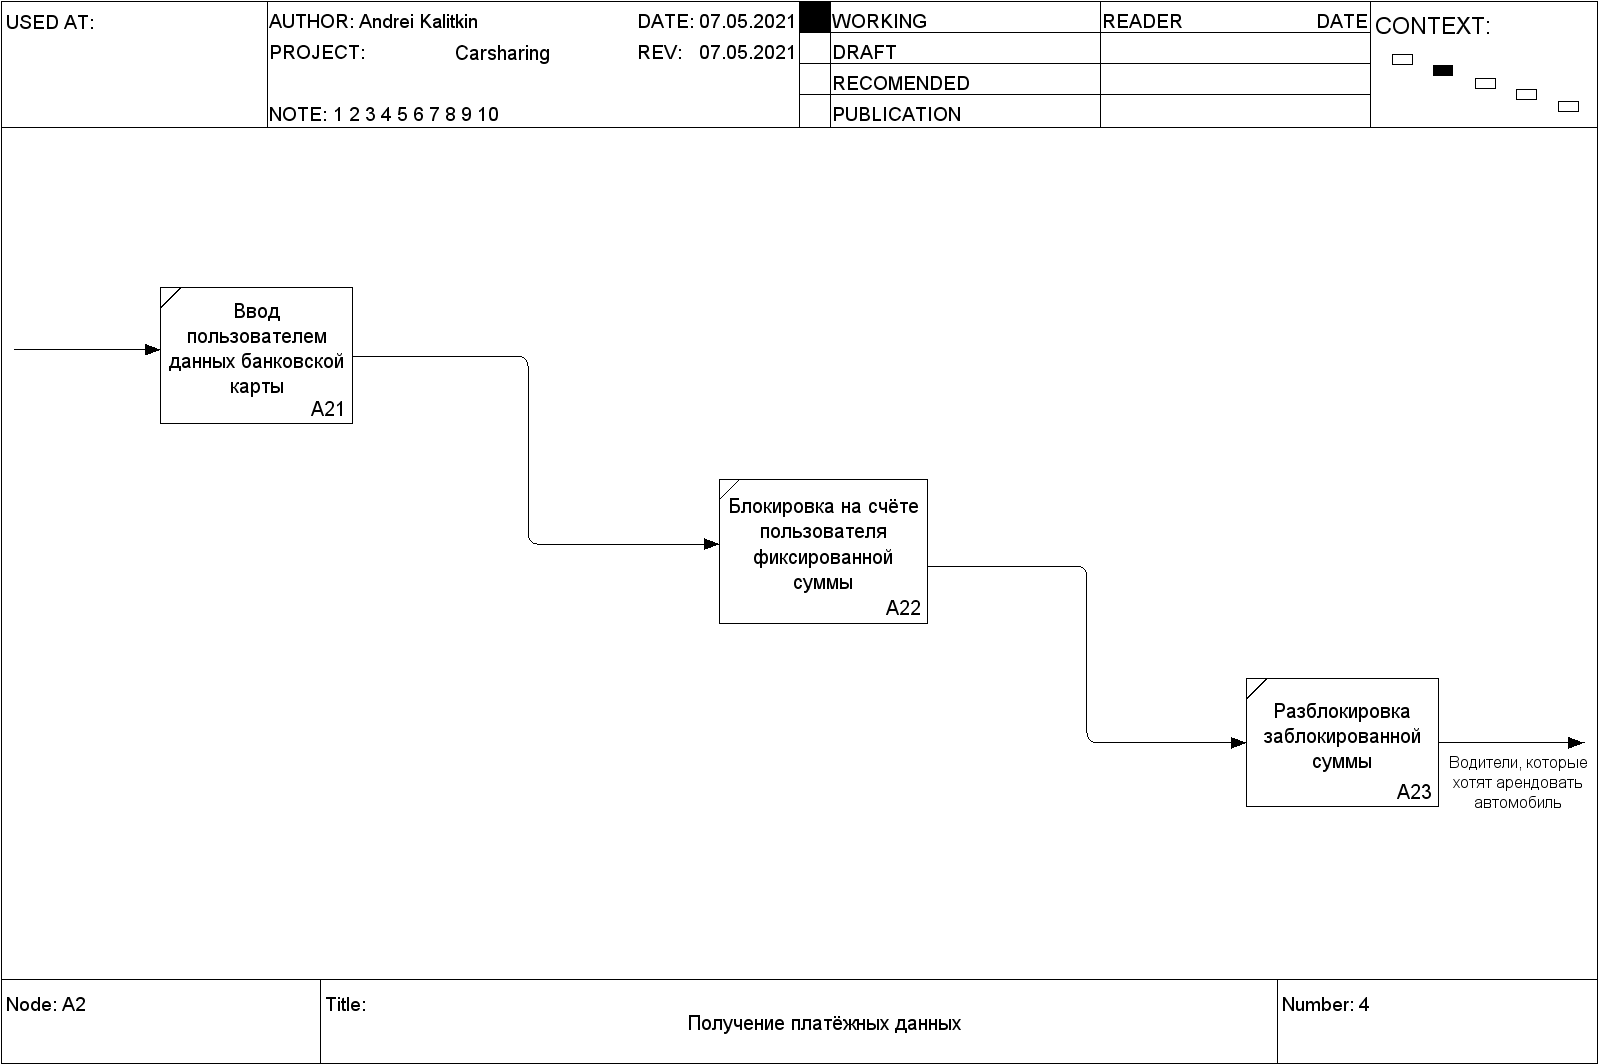 USED AT:
AUTHOR: Andrei Kalitkin
DATE: 07.05.2021
PROJECT: Carsharing
REV: 07.05.2021
NOTE: 1 2 3 4 5 6 7 8 9 10
WORKING
DRAFT
RECOMENDED
PUBLICATION
READER DATE
CONTEXT:
Ввод
пользователем
данных банковской
карты
A21
Блокировка на счёте
пользователя
фиксированной
суммы
A22
Разблокировка
заблокированной
суммы
A23
Водители, которые
хотят арендовать
автомобиль
Node: A2
Title:
Получение платёжных данных
Number: 4